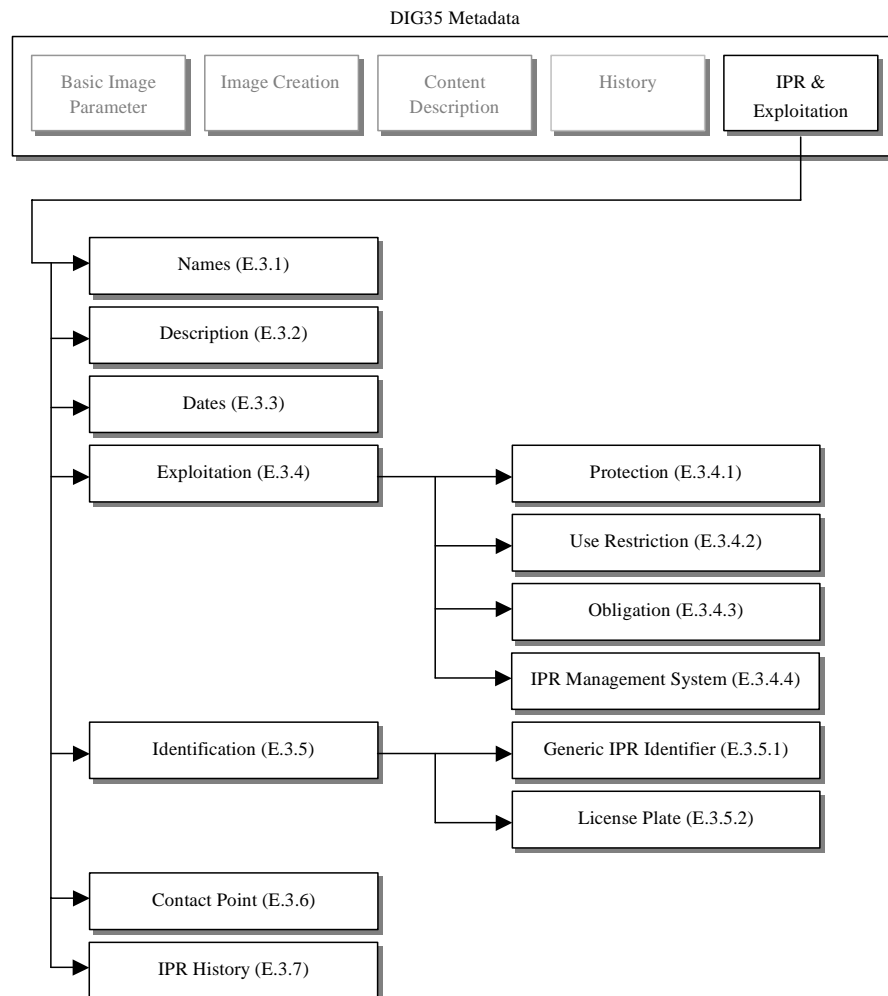 DIG35 Metadata
Basic Image
Parameter
Image Creation
Content
Description
History
IPR &
Exploitation
Names (E.3.1)
Description (E.3.2)
Dates (E.3.3)
Exploitation (E.3.4)
Protection (E.3.4.1)
Use Restriction (E.3.4.2)
Obligation (E.3.4.3)
IPR Management System (E.3.4.4)
Identification (E.3.5)
Generic IPR Identifier (E.3.5.1)
License Plate (E.3.5.2)
Contact Point (E.3.6)
IPR History (E.3.7)